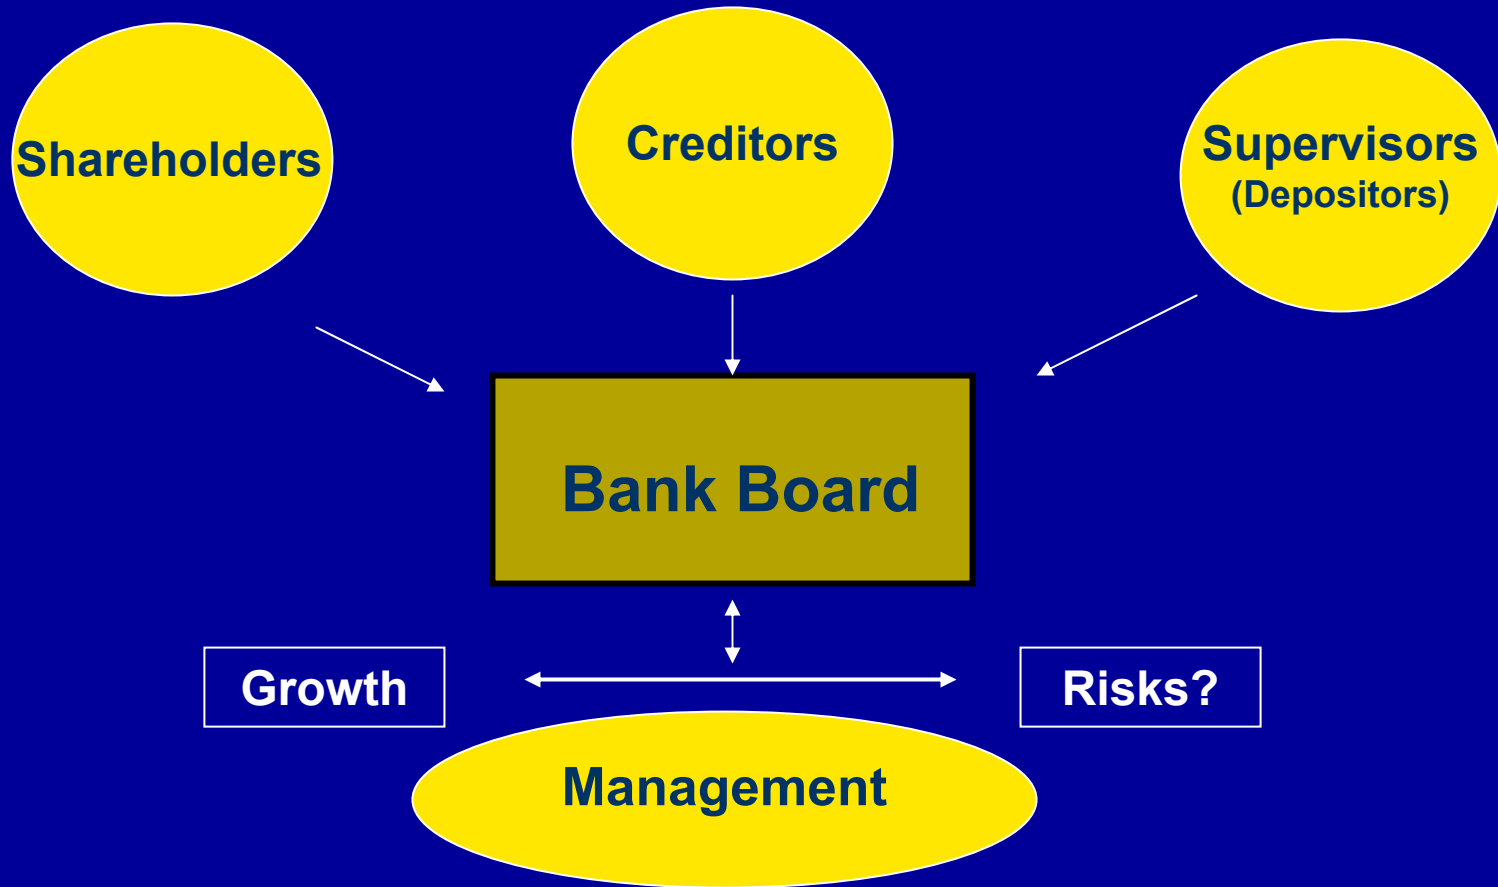 Shareholders
Creditors
Supervisors
(Depositors)
Bank Board
Growth
Risks?
Management